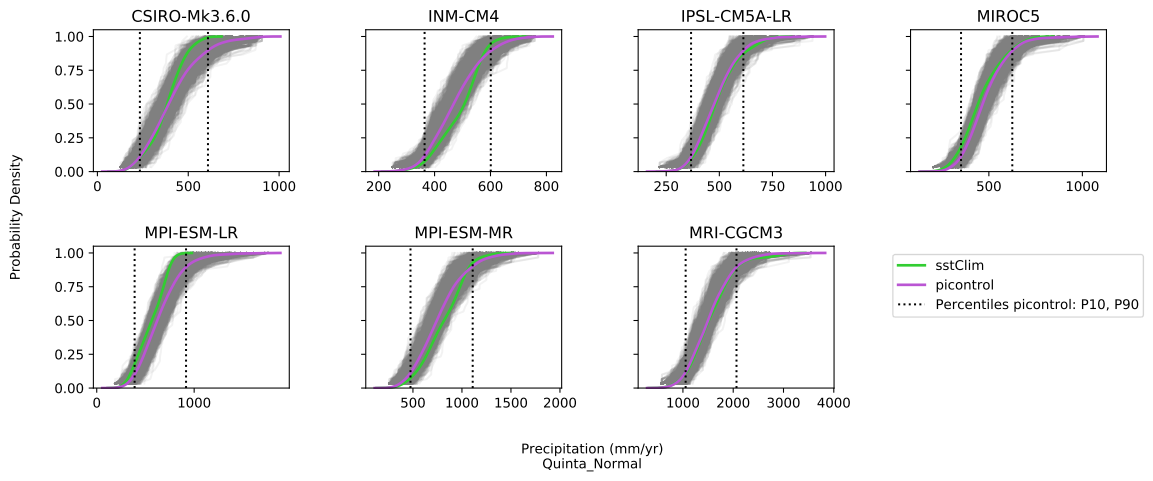 CSIRO-Mk3.6.0 INM-CM4 IPSL-CM5A-LR MIROC5
1.00
0.75
0.50
0.25
0.00
0 500 1000 200 400 600 800 250 500 750 1000 500 1000
Probability Density
MPI-ESM-LR MPI-ESM-MR MRI-CGCM3
1.00
0.75
0.50
0.25
0.00
0 1000 500 1000 1500 2000 1000 2000 3000 4000
sstClim
picontrol
Percentiles picontrol: P10, P90
Precipitation (mm/yr)
Quinta_Normal